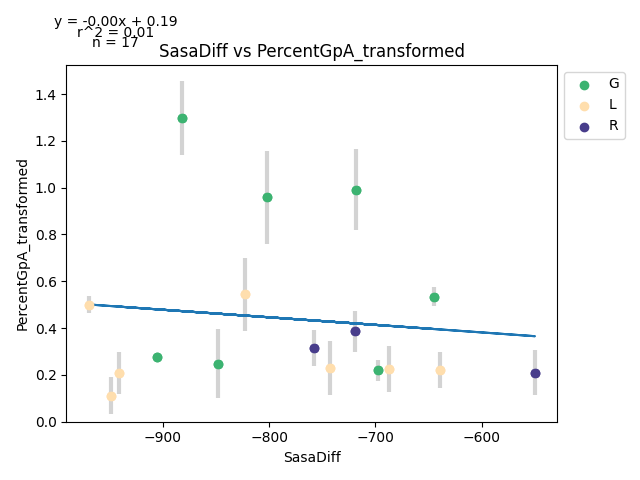 y = -0.00x + 0.19
r^2 = 0.01
n = 17
SasaDiff vs PercentGpA_transformed
G
L
R
PercentGpA_transformed
1.4
1.2
1.0
0.8
0.6
0.4
0.2
0.0
−900
−800
−700
−600
SasaDiff